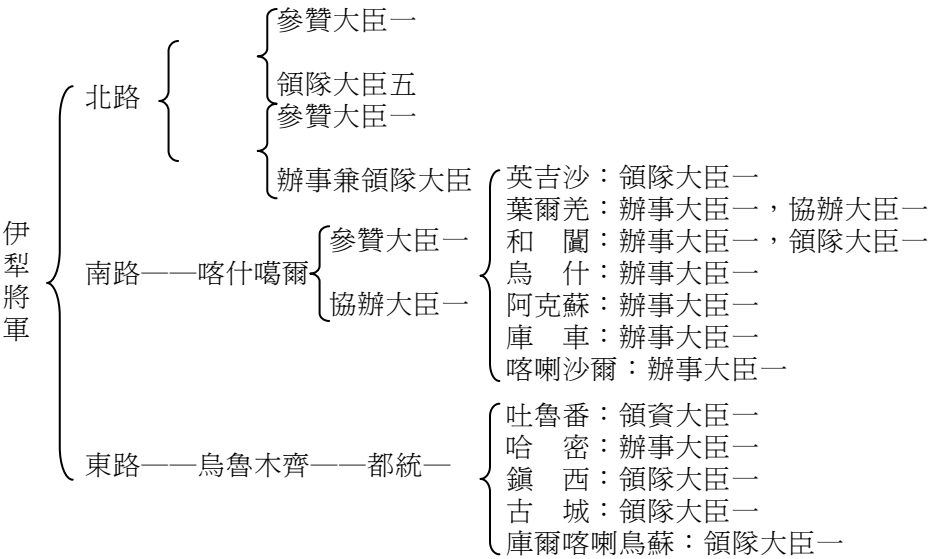 伊犁將軍
北路
參贊大臣一
領隊大臣五
參贊大臣一
辦事兼領隊大臣
南路——喀什噶爾
參贊大臣一
協辦大臣一
英吉沙：領隊大臣一
葉爾羌：辦事大臣一，協辦大臣一
和　闐：辦事大臣一，領隊大臣一
烏　什：辦事大臣一
阿克蘇：辦事大臣一
庫　車：辦事大臣一
喀喇沙爾：辦事大臣一
東路——烏魯木齊——都統—
吐魯番：領資大臣一
哈　密：辦事大臣一
鎭　西：領隊大臣一
古　城：領隊大臣一
庫爾喀喇烏蘇：領隊大臣一